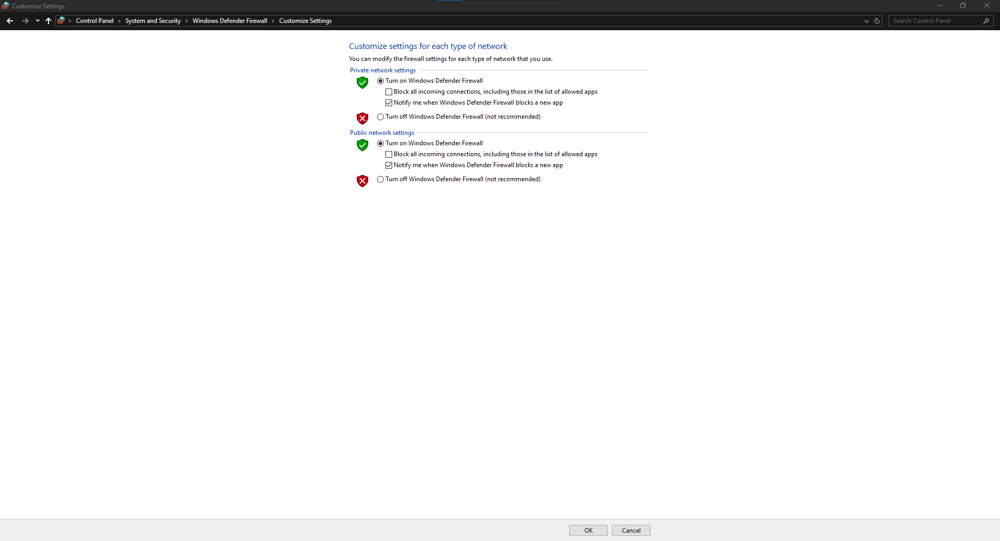 Customize Settings
Control Panel > System and Security > Windows Defender Firewall > Customize Settings
Search Control Panel
Customize settings for each type of network
You can modify the firewall settings for each type of network that you use.
Private network settings
Turn on Windows Defender Firewall
Block all incoming connections, including those in the list of allowed apps
Notify me when Windows Defender Firewall blocks a new app
Turn off Windows Defender Firewall (not recommended)
Public network settings
Turn on Windows Defender Firewall
Block all incoming connections, including those in the list of allowed apps
Notify me when Windows Defender Firewall blocks a new app
Turn off Windows Defender Firewall (not recommended)
OK
Cancel